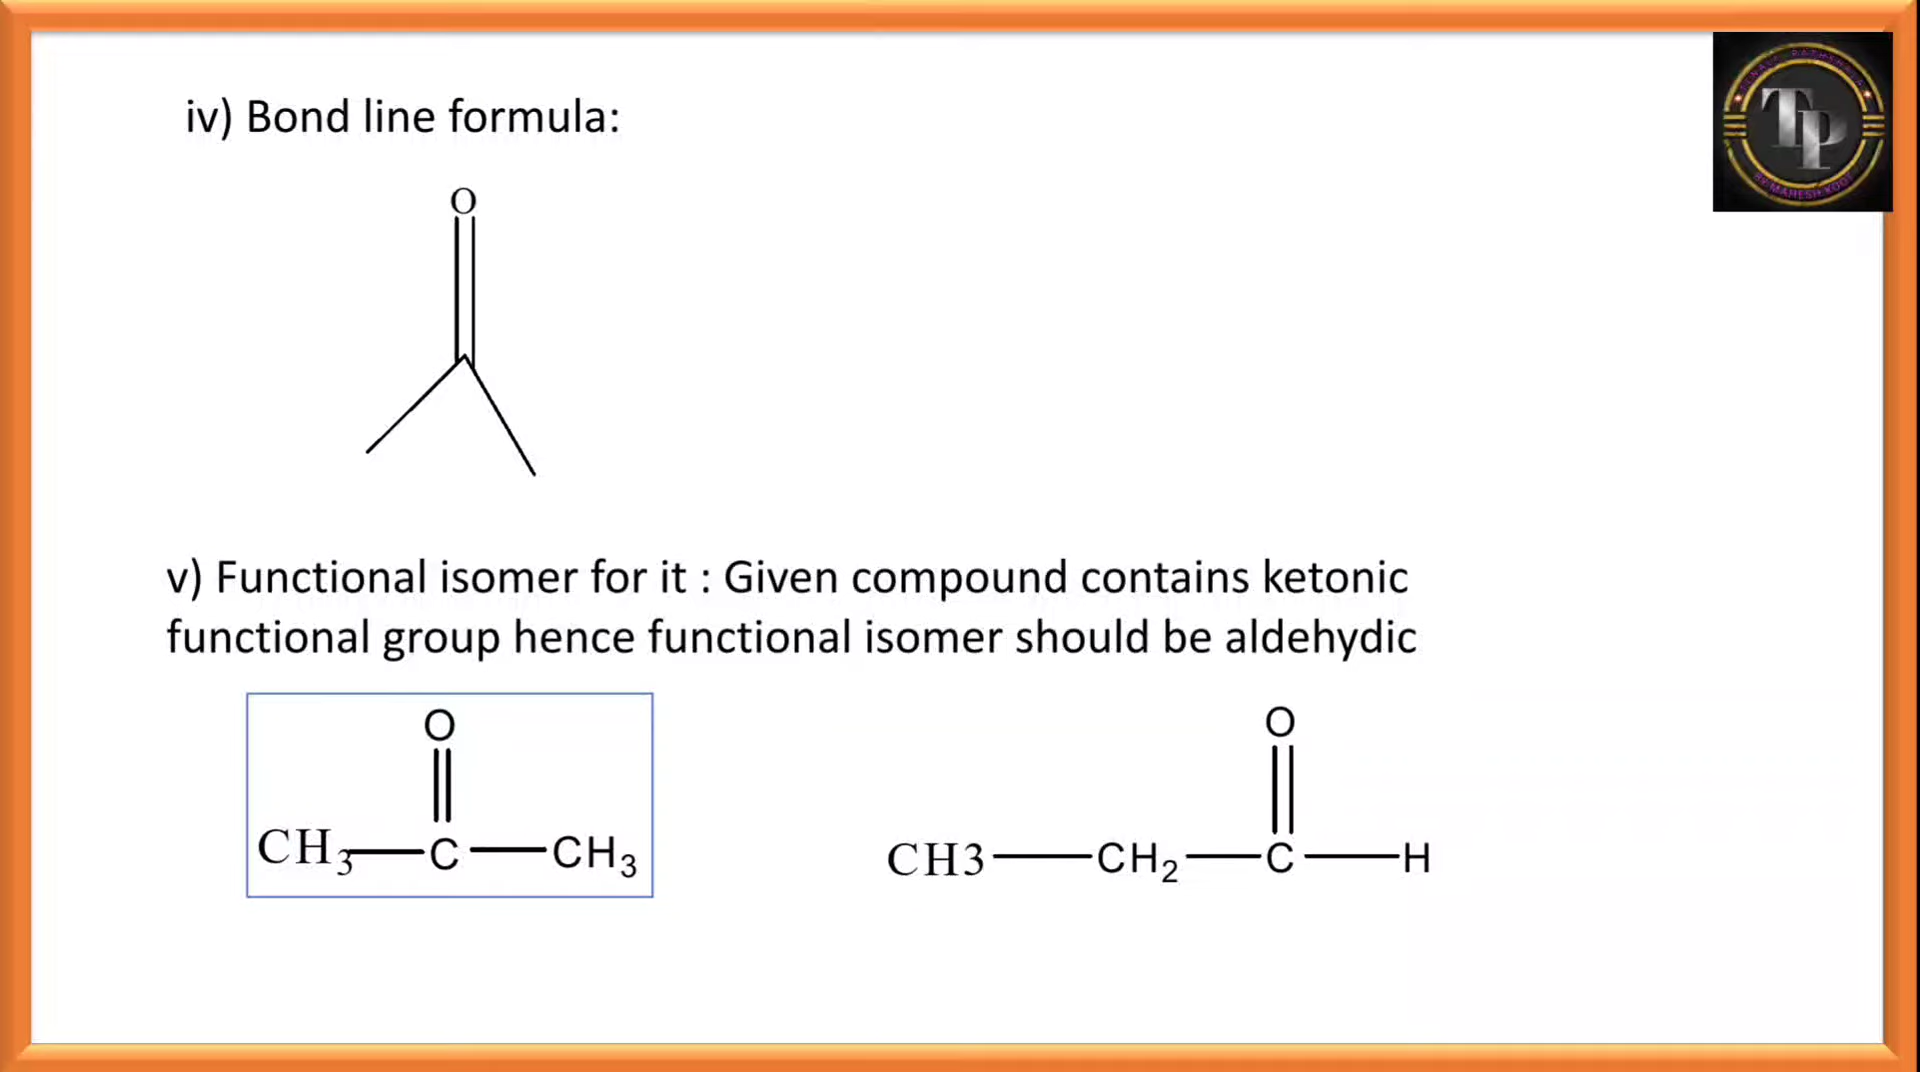 iv) Bond line formula:
O
v) Functional isomer for it : Given compound contains ketonic
functional group hence functional isomer should be aldehydic
O
CH3—C—CH3
O
CH3—CH2—C—H
TP